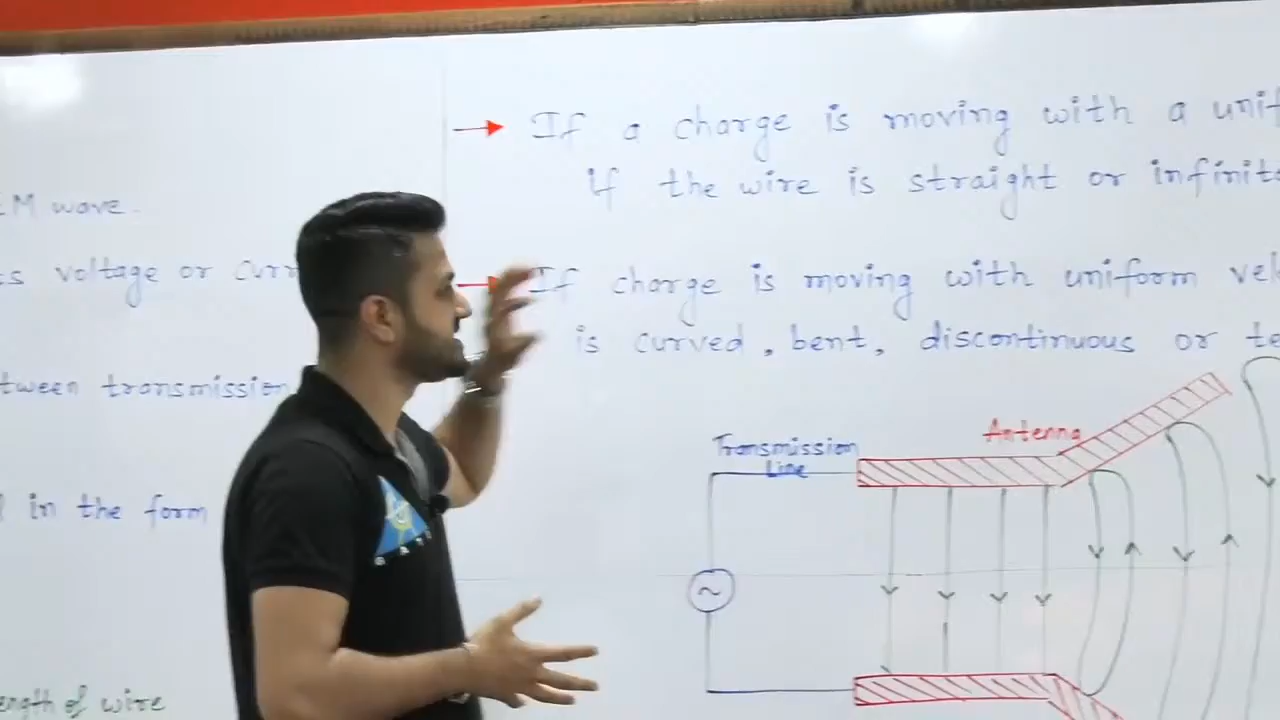 EM wave.
voltage or curr
tween transmission
in the form
ength of wire
If a charge is moving with a unif
if the wire is straight or infinit
If charge is moving with uniform vel
is curved, bent, discontinuous or te
Transmission
Line
Antenna
~